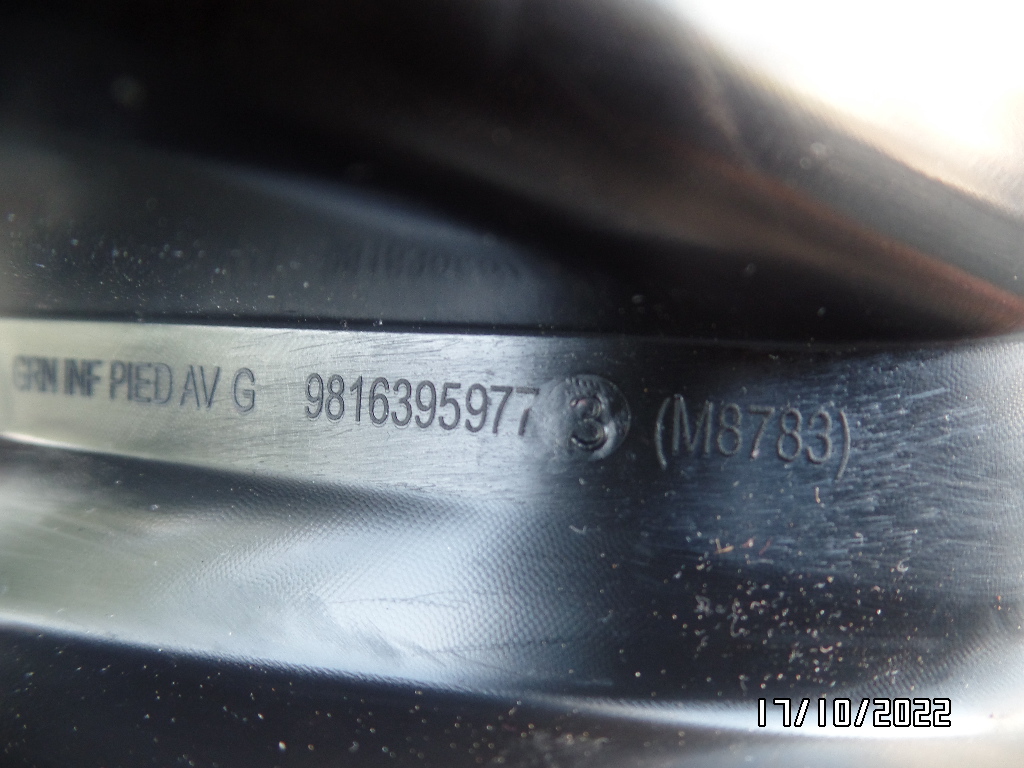 GRN INF PIED AV G 9816395977 3 (M8783)
17/10/2022